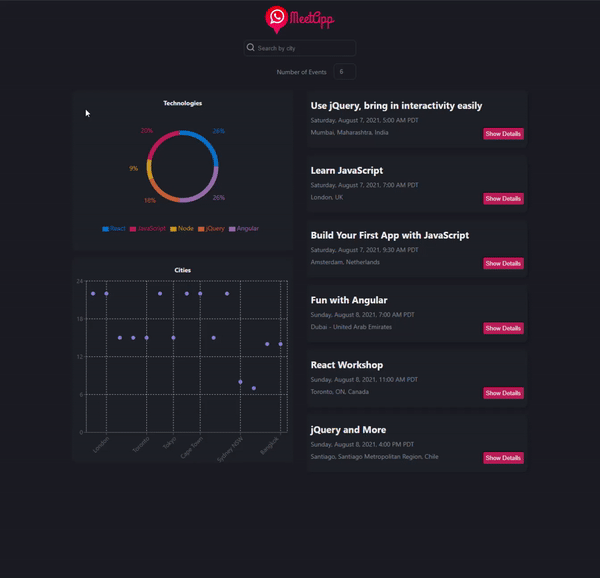 MeetApp
Search by city
Number of Events 6
Technologies
20% 26%
9%
18% 26%
React JavaScript Node jQuery Angular
Cities
24
18
12
6
0
London Toronto Tokyo Cape Town Sydney NSW Bangkok
Use jQuery, bring in interactivity easily
Saturday, August 7, 2021, 5:00 AM PDT
Mumbai, Maharashtra, India
Show Details
Learn JavaScript
Saturday, August 7, 2021, 7:00 AM PDT
London, UK
Show Details
Build Your First App with JavaScript
Saturday, August 7, 2021, 9:30 AM PDT
Amsterdam, Netherlands
Show Details
Fun with Angular
Sunday, August 8, 2021, 7:00 AM PDT
Dubai - United Arab Emirates
Show Details
React Workshop
Sunday, August 8, 2021, 11:00 AM PDT
Toronto, ON, Canada
Show Details
jQuery and More
Sunday, August 8, 2021, 4:00 PM PDT
Santiago, Santiago Metropolitan Region, Chile
Show Details